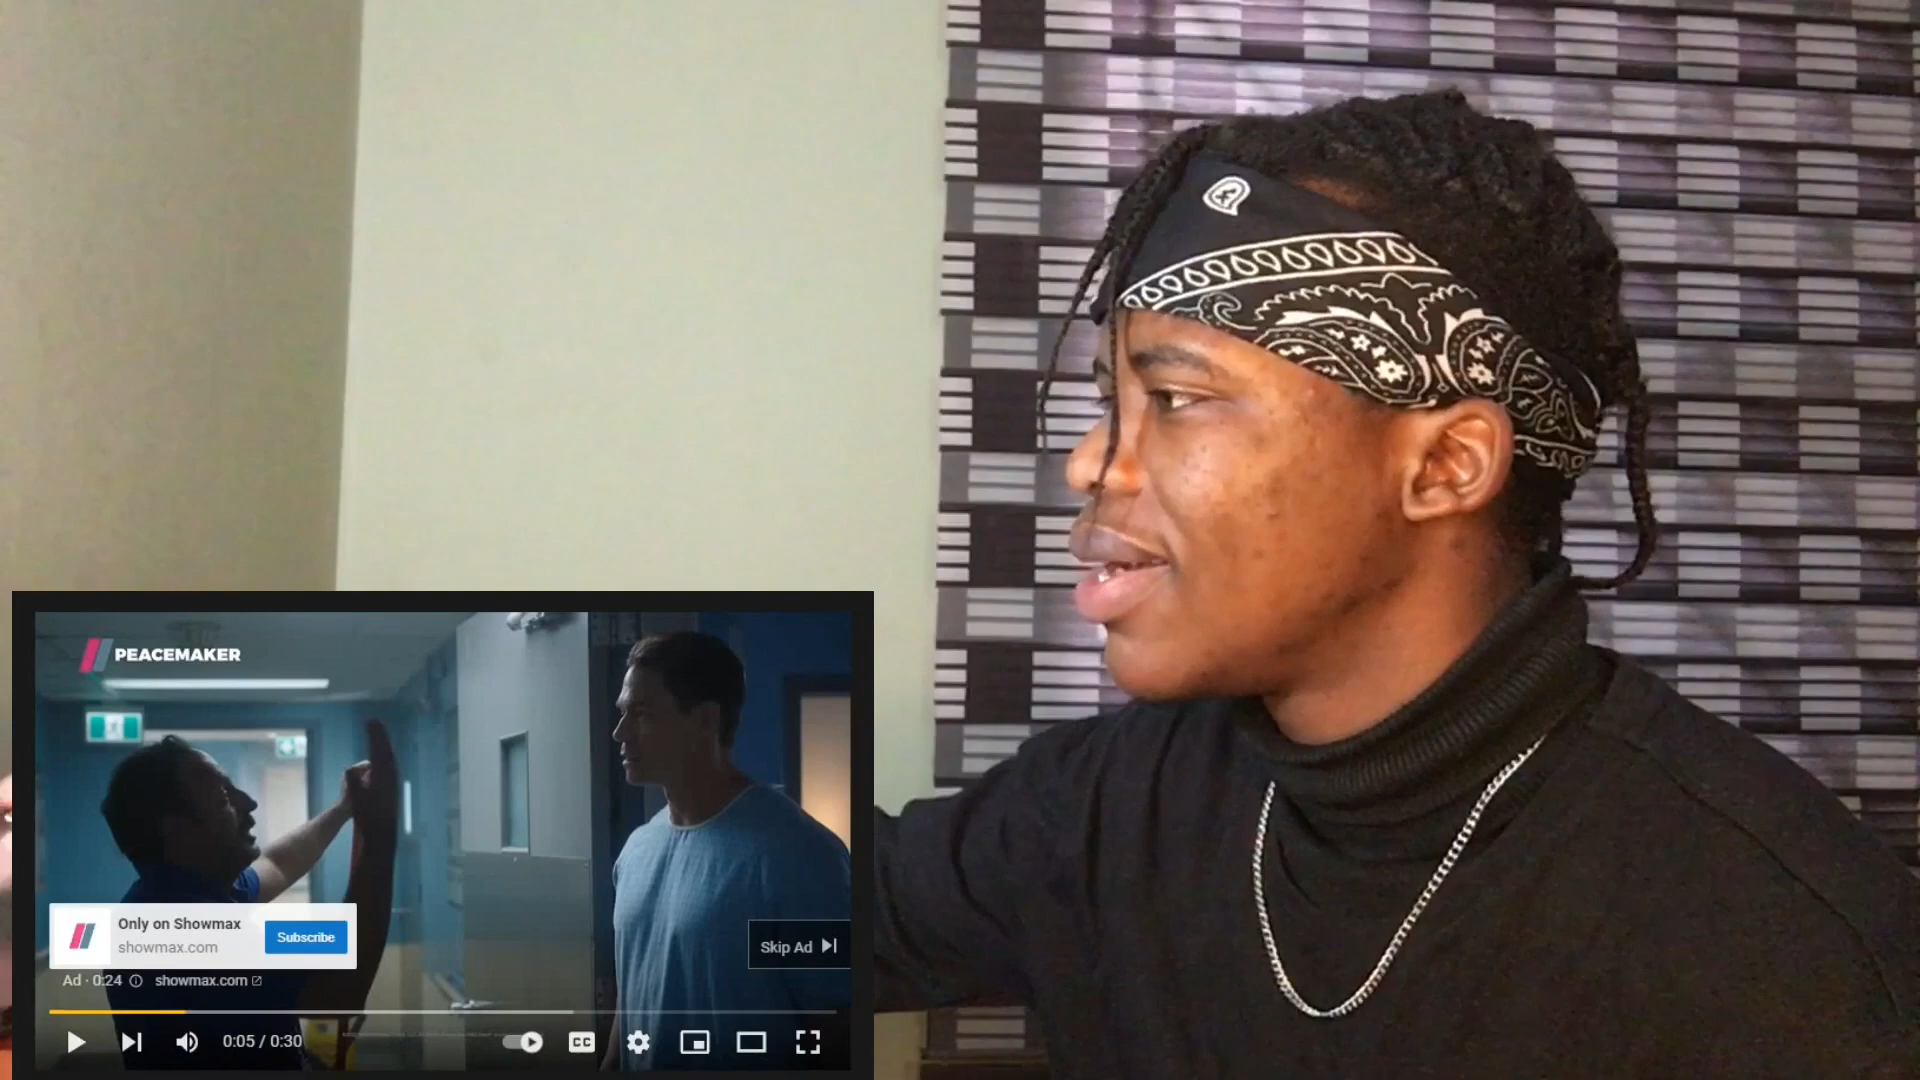 PEACEMAKER
Only on Showmax
showmax.com
Subscribe
Skip Ad
Ad · 0:24
showmax.com
0:05 / 0:30
CC